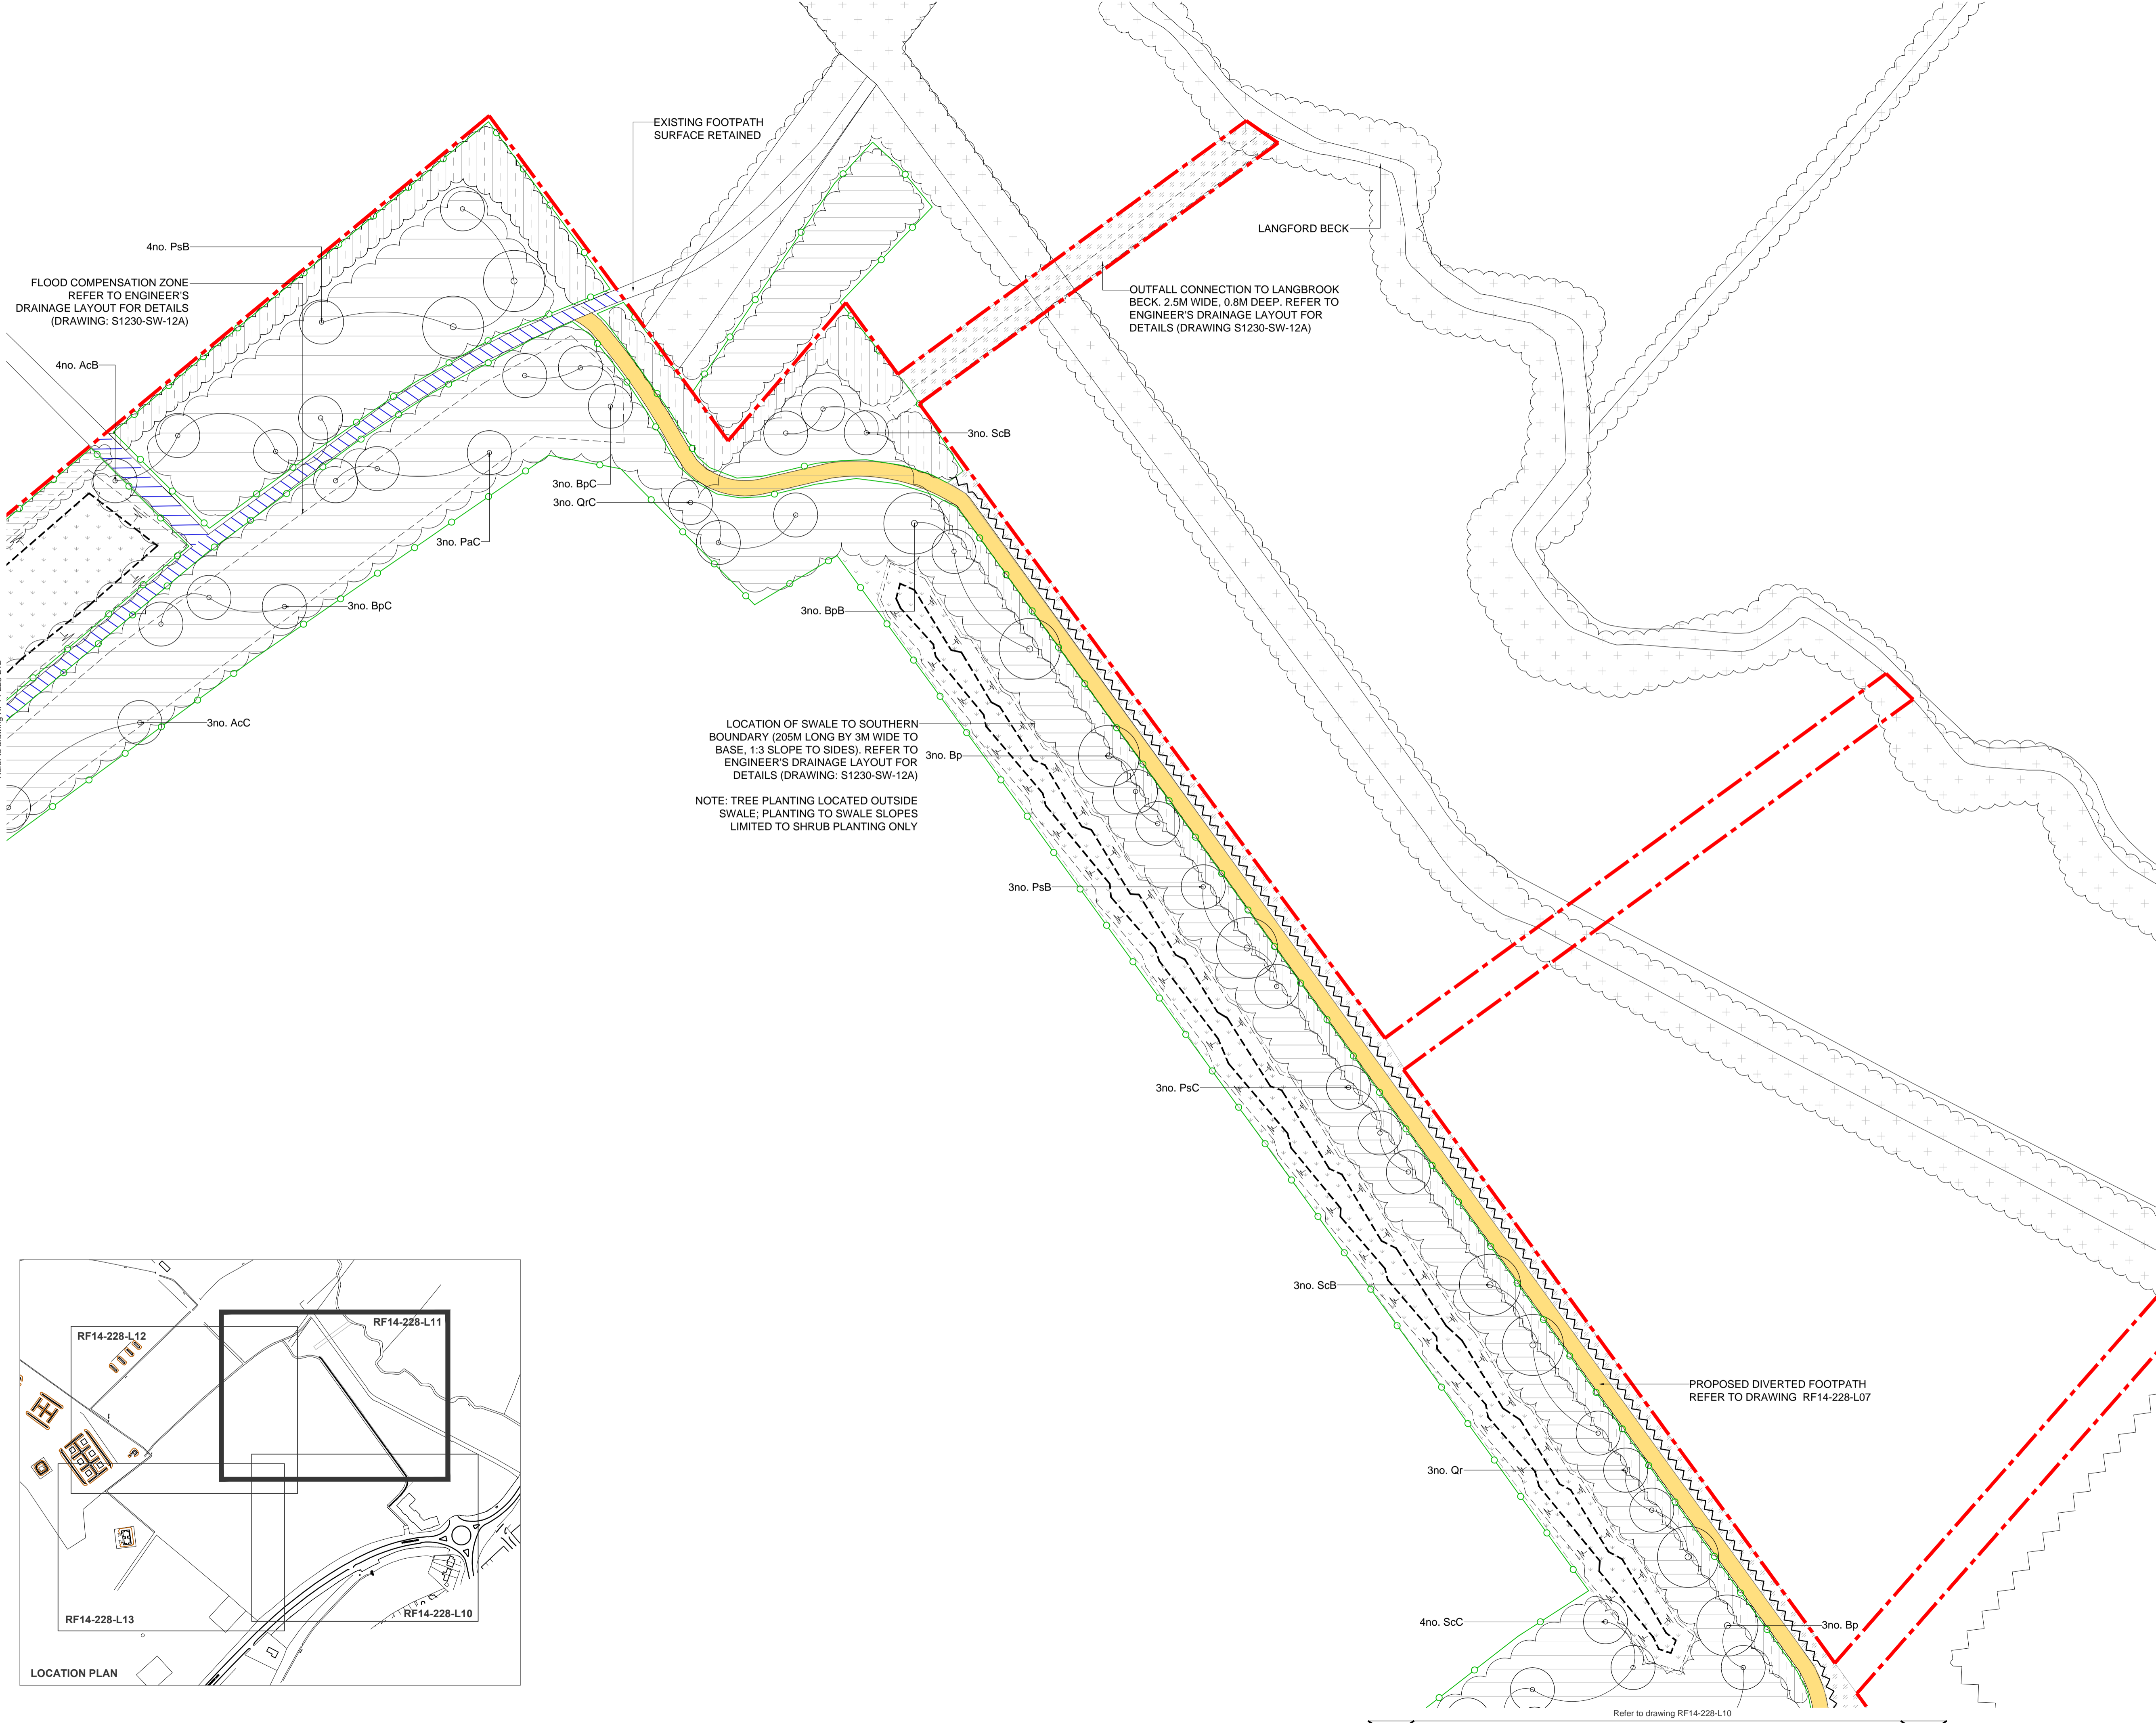 EXISTING FOOTPATH
SURFACE RETAINED
4no. PsB
FLOOD COMPENSATION ZONE
REFER TO ENGINEER'S
DRAINAGE LAYOUT FOR DETAILS
(DRAWING: S1230-SW-12A)
4no. AcB
LANGFORD BECK
OUTFALL CONNECTION TO LANGBROOK
BECK. 2.5M WIDE, 0.8M DEEP. REFER TO
ENGINEER'S DRAINAGE LAYOUT FOR
DETAILS (DRAWING S1230-SW-12A)
3no. ScB
3no. BpC
3no. QrC
3no. PaC
3no. BpC
3no. BpB
3no. AcC
LOCATION OF SWALE TO SOUTHERN
BOUNDARY (205M LONG BY 3M WIDE TO
BASE, 1:3 SLOPE TO SIDES). REFER TO
ENGINEER'S DRAINAGE LAYOUT FOR
DETAILS (DRAWING: S1230-SW-12A)
NOTE: TREE PLANTING LOCATED OUTSIDE
SWALE; PLANTING TO SWALE SLOPES
LIMITED TO SHRUB PLANTING ONLY
3no. Bp
3no. PsB
3no. PsC
3no. ScB
PROPOSED DIVERTED FOOTPATH
REFER TO DRAWING RF14-228-L07
3no. Qr
4no. ScC
3no. Bp
Refer to drawing RF14-228-L10
RF14-228-L11
RF14-228-L12
RF14-228-L10
RF14-228-L13
LOCATION PLAN